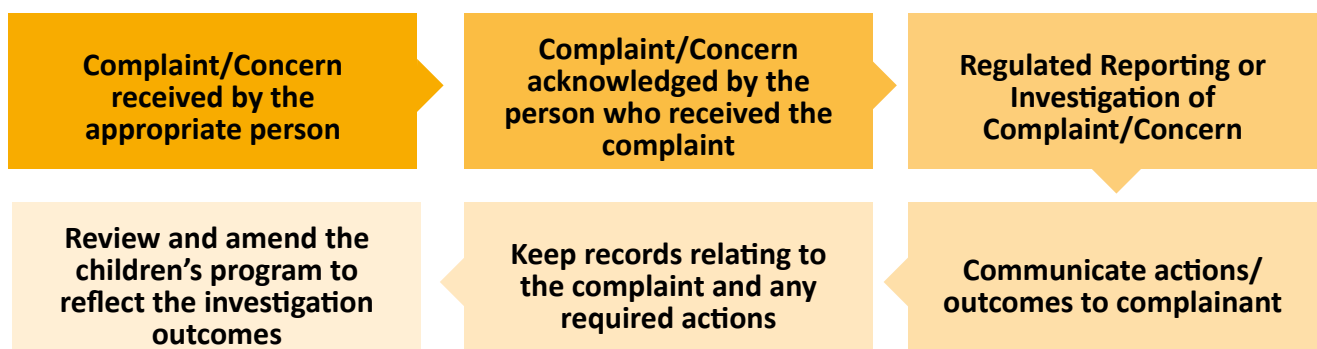 Complaint/Concern
received by the
appropriate person
Complaint/Concern
acknowledged by the
person who received the
complaint
Regulated Reporting or
Investigation of
Complaint/Concern
Communicate actions/
outcomes to complainant
Keep records relating to
the complaint and any
required actions
Review and amend the
children’s program to
reflect the investigation
outcomes